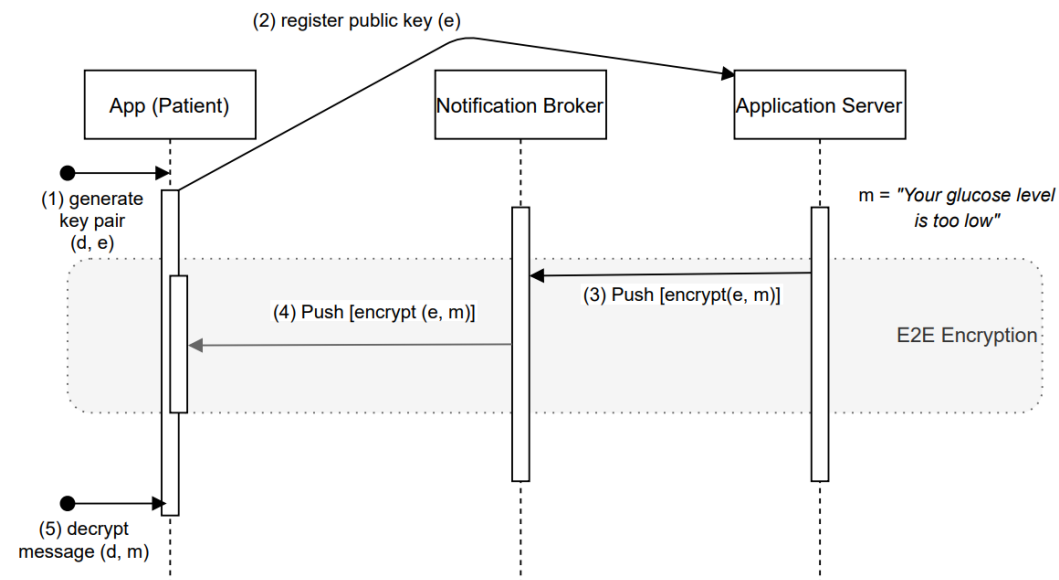 (2) register public key (e)
App (Patient)
Notification Broker
Application Server
(1) generate
key pair
(d, e)
m = "Your glucose level
is too low"
(3) Push [encrypt(e, m)]
(4) Push [encrypt (e, m)]
E2E Encryption
(5) decrypt
message (d, m)